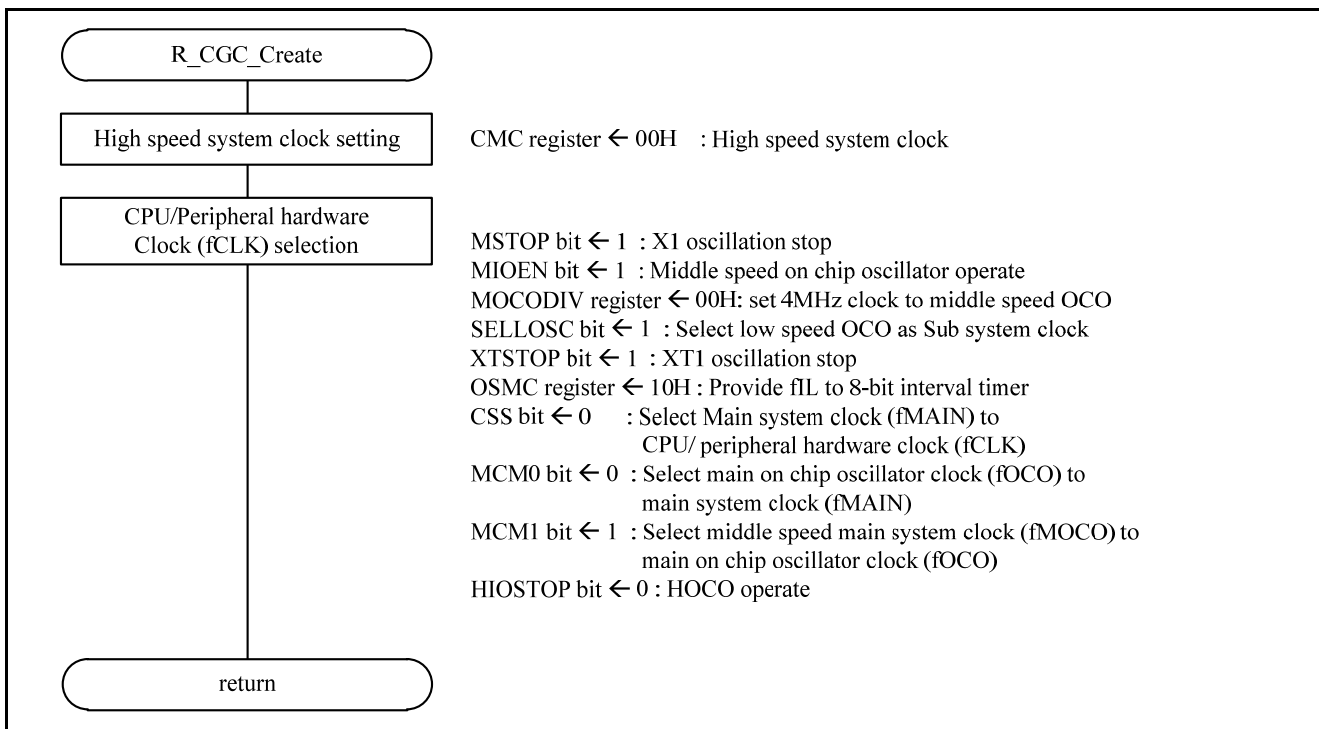 R_CGC_Create
High speed system clock setting
CMC register ← 00H : High speed system clock
CPU/Peripheral hardware
Clock (fCLK) selection
MSTOP bit ← 1 : X1 oscillation stop
MIOEN bit ← 1 : Middle speed on chip oscillator operate
MOCODIV register ← 00H: set 4MHz clock to middle speed OCO
SELLOSC bit ← 1 : Select low speed OCO as Sub system clock
XTSTOP bit ← 1 : XT1 oscillation stop
OSMC register ← 10H : Provide fIL to 8-bit interval timer
CSS bit ← 0 : Select Main system clock (fMAIN) to
CPU/ peripheral hardware clock (fCLK)
MCM0 bit ← 0 : Select main on chip oscillator clock (fOCO) to
main system clock (fMAIN)
MCM1 bit ← 1 : Select middle speed main system clock (fMOCO) to
main on chip oscillator clock (fOCO)
HIOSTOP bit ← 0 : HOCO operate
return